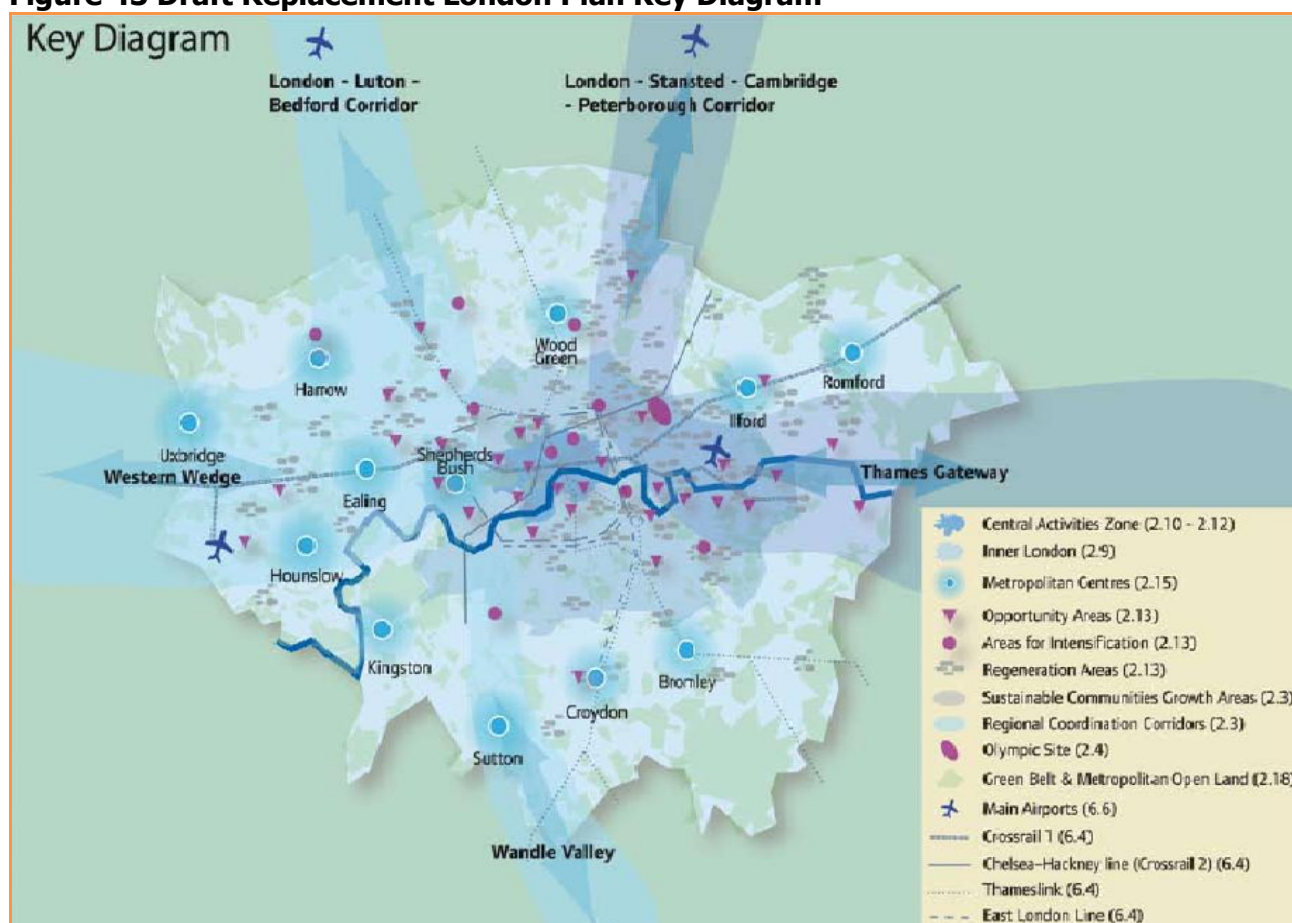 Figure 45 Draft Replacement London Plan Key Diagram
Key Diagram
London - Luton -
Bedford Corridor
London - Stansted - Cambridge
- Peterborough Corridor
Wood
Green
Harrow
Romford
Ilford
Uxbridge
Shepherds
Bush
Western Wedge
Ealing
Thames Gateway
Hounslow
Kingston
Bromley
Croydon
Sutton
Wandle Valley
Central Activities Zone (2.10 - 2.12)
Inner London (2.9)
Metropolitan Centres (2.15)
Opportunity Areas (2.13)
Areas for Intensification (2.13)
Regeneration Areas (2.13)
Sustainable Communities Growth Areas (2.3)
Regional Coordination Corridors (2.3)
Olympic Site (2.4)
Green Belt & Metropolitan Open Land (2.18)
Main Airports (6.6)
Crossrail 1 (6.4)
Chelsea-Hackney line (Crossrail 2) (6.4)
Thameslink (6.4)
East London Line (6.4)